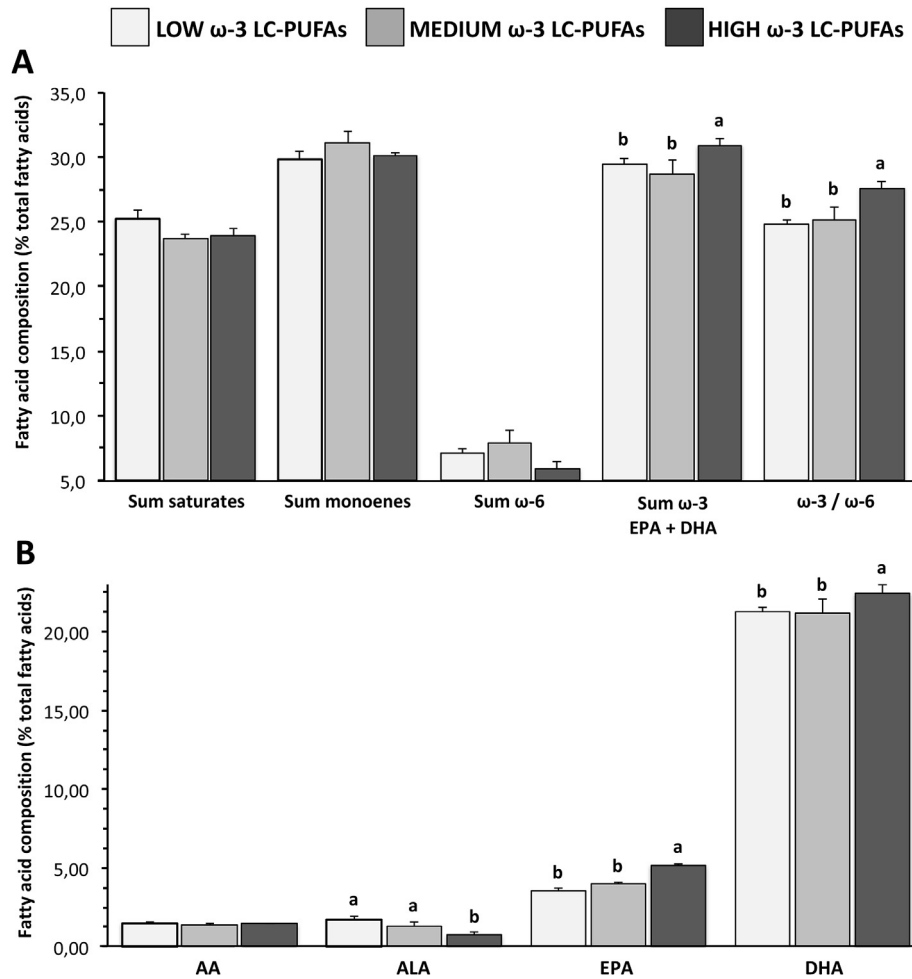 LOW ω-3 LC-PUFAs MEDIUM ω-3 LC-PUFAs HIGH ω-3 LC-PUFAs
A
Fatty acid composition (% total fatty acids)
35,0
30,0
25,0
20,0
15,0
10,0
5,0
b b a
b b a
Sum saturates Sum monoenes Sum ω-6 Sum ω-3 ω-3 / ω-6
EPA + DHA
B
Fatty acid composition (% total fatty acids)
20,00
15,00
10,00
5,00
0,00
a a b
b b a
b b a
AA ALA EPA DHA